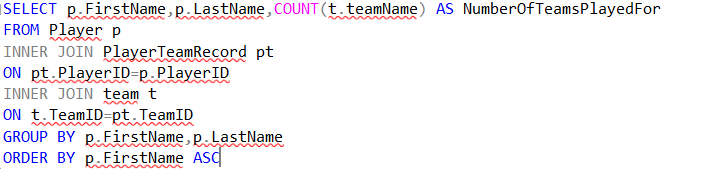 SELECT p.FirstName,p.LastName,COUNT(t.teamName) AS NumberOfTeamsPlayedFor
FROM Player p
INNER JOIN PlayerTeamRecord pt
ON pt.PlayerID=p.PlayerID
INNER JOIN team t
ON t.TeamID=pt.TeamID
GROUP BY p.FirstName,p.LastName
ORDER BY p.FirstName ASC